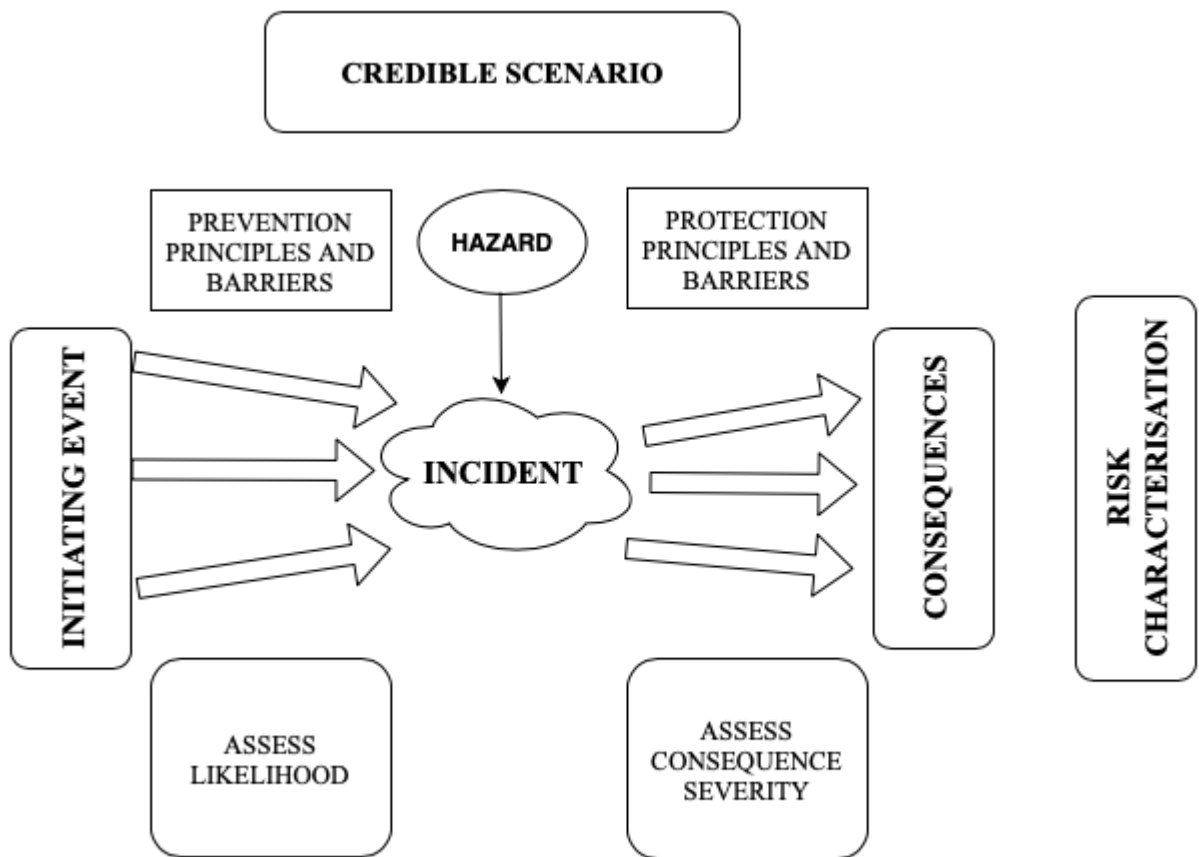 CREDIBLE SCENARIO
PREVENTION
PRINCIPLES AND
BARRIERS
HAZARD
PROTECTION
PRINCIPLES AND
BARRIERS
INITIATING EVENT
INCIDENT
CONSEQUENCES
RISK
CHARACTERISATION
ASSESS
LIKELIHOOD
ASSESS
CONSEQUENCE
SEVERITY